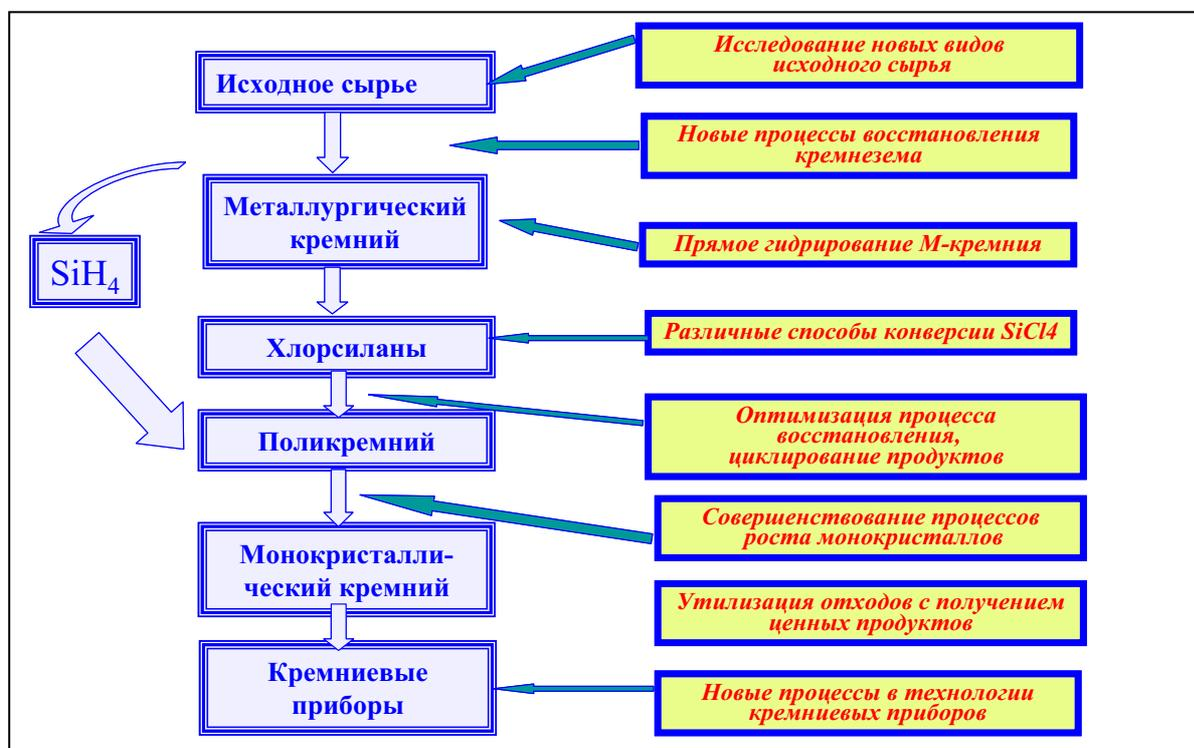 Исходное сырье
Металлургический
кремний
SiH₄
Хлорсиланы
Поликремний
Монокристалли-
ческий кремний
Кремниевые
приборы
Исследование новых видов
исходного сырья
Новые процессы восстановления
кремнезема
Прямое гидрирование М-кремния
Различные способы конверсии SiCl4
Оптимизация процесса
восстановления,
циклирование продуктов
Совершенствование процессов
роста монокристаллов
Утилизация отходов с получением
ценных продуктов
Новые процессы в технологии
кремниевых приборов